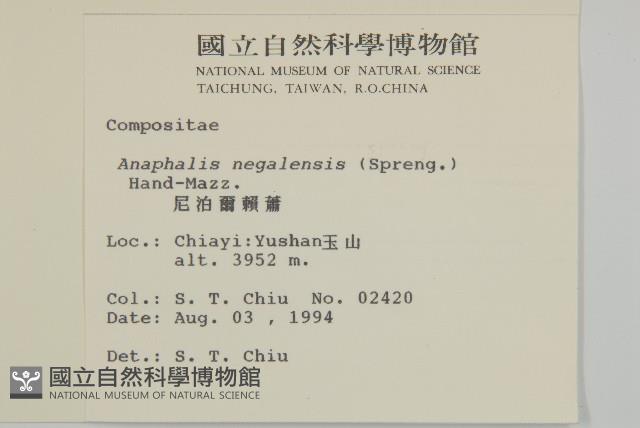 國立自然科學博物館
NATIONAL MUSEUM OF NATURAL SCIENCE
TAICHUNG, TAIWAN, R.O.CHINA
Compositae
Anaphalis negalensis (Spreng.)
Hand-Mazz.
尼泊爾籟蕭
Loc.: Chiayi:Yushan玉山
alt. 3952 m.
Col.: S. T. Chiu No. 02420
Date: Aug. 03 , 1994
Det.: S. T. Chiu
國立自然科學博物館
NATIONAL MUSEUM OF NATURAL SCIENCE